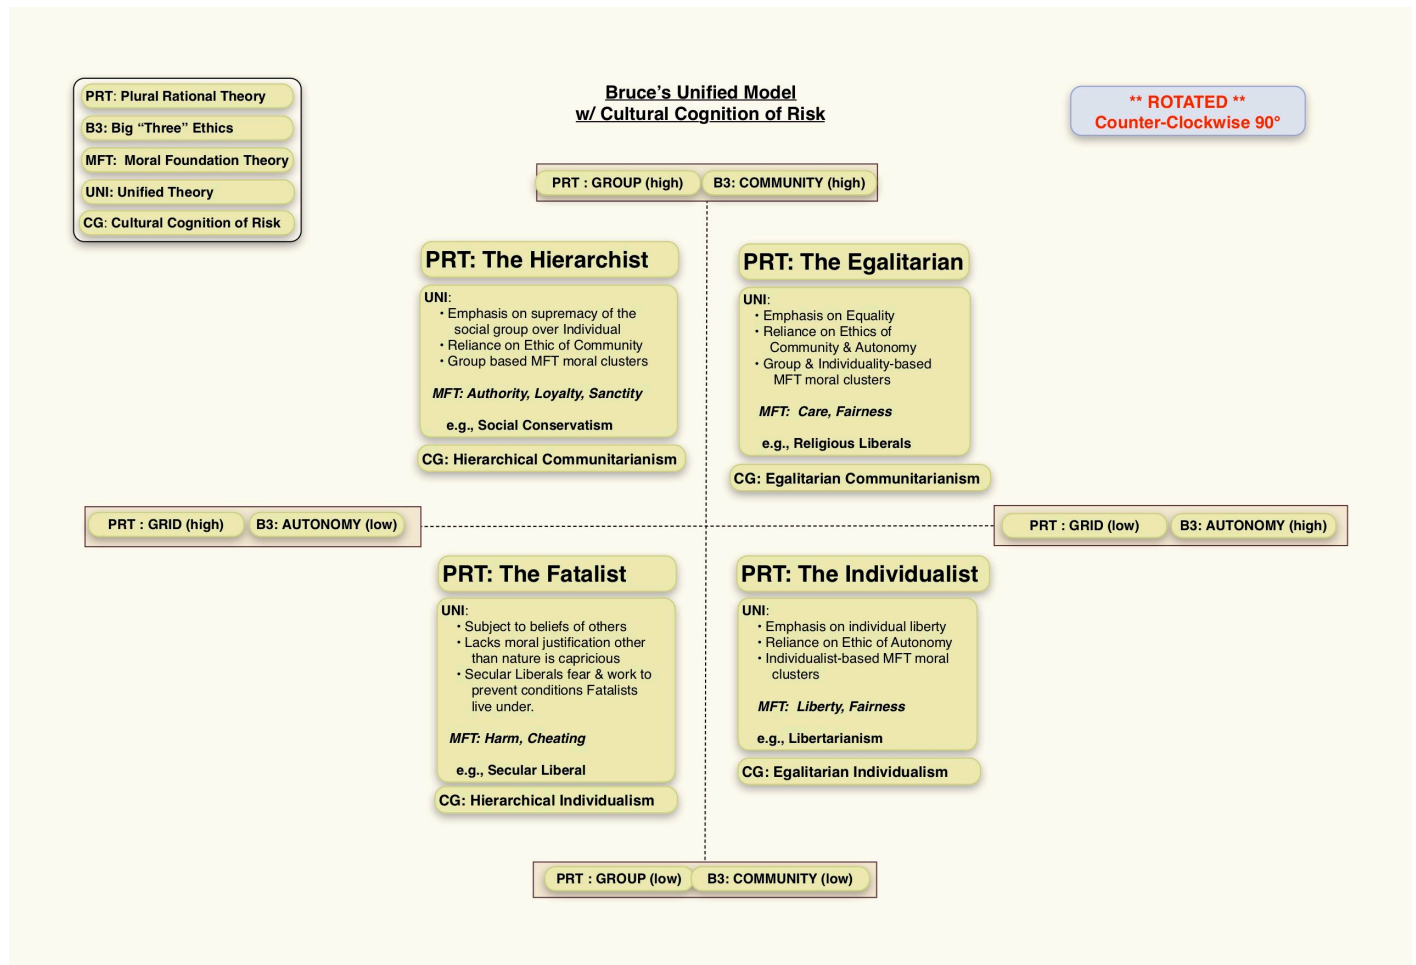 PRT: Plural Rational Theory
B3: Big “Three” Ethics
MFT:  Moral Foundation Theory
UNI: Unified Theory
CG: Cultural Cognition of Risk
Bruce’s Unified Model
w/ Cultural Cognition of Risk
** ROTATED **
Counter-Clockwise 90°
PRT : GROUP (high)
B3: COMMUNITY (high)
PRT: The Hierarchist
UNI:
• Emphasis on supremacy of the
social group over Individual
• Reliance on Ethic of Community
• Group based MFT moral clusters
MFT: Authority, Loyalty, Sanctity
e.g., Social Conservatism
CG: Hierarchical Communitarianism
PRT: The Egalitarian
UNI:
• Emphasis on Equality
• Reliance on Ethics of
Community & Autonomy
• Group & Individuality-based
MFT moral clusters
MFT:  Care, Fairness
e.g., Religious Liberals
CG: Egalitarian Communitarianism
PRT : GRID (high)
B3: AUTONOMY (low)
PRT : GRID (low)
B3: AUTONOMY (high)
PRT: The Fatalist
UNI:
• Subject to beliefs of others
• Lacks moral justification other
than nature is capricious
• Secular Liberals fear & work to
prevent conditions Fatalists
live under.
MFT: Harm, Cheating
e.g., Secular Liberal
CG: Hierarchical Individualism
PRT: The Individualist
UNI:
• Emphasis on individual liberty
• Reliance on Ethic of Autonomy
• Individualist-based MFT moral
clusters
MFT:  Liberty, Fairness
e.g., Libertarianism
CG: Egalitarian Individualism
PRT : GROUP (low)
B3: COMMUNITY (low)